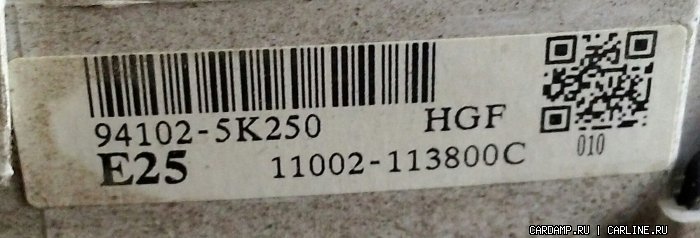 94102-5K250 HGF
E25 11002-113800C
010
CARDAMP.RU | CARLINE.RU